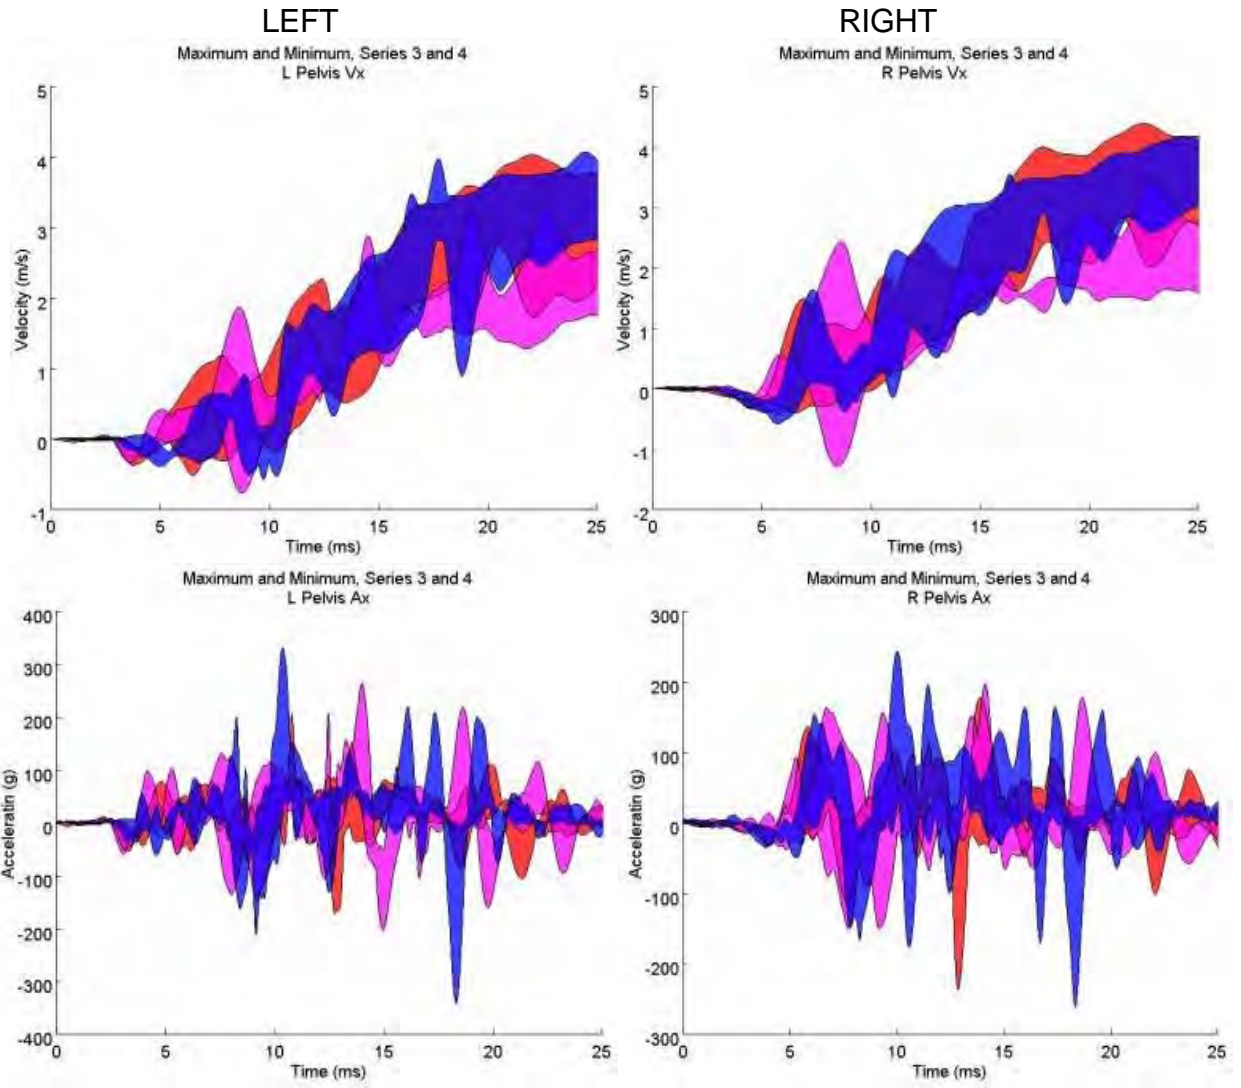 LEFT
RIGHT
Maximum and Minimum, Series 3 and 4
L Pelvis Vx
5
4
3
2
1
0
-1
Velocity (m/s)
0 5 10 15 20 25
Time (ms)
Maximum and Minimum, Series 3 and 4
R Pelvis Vx
5
4
3
2
1
0
-1
-2
Velocity (m/s)
0 5 10 15 20 25
Time (ms)
Maximum and Minimum, Series 3 and 4
L Pelvis Ax
400
300
200
100
0
-100
-200
-300
-400
Acceleratin (g)
0 5 10 15 20 25
Time (ms)
Maximum and Minimum, Series 3 and 4
R Pelvis Ax
300
200
100
0
-100
-200
-300
Acceleratin (g)
0 5 10 15 20 25
Time (ms)